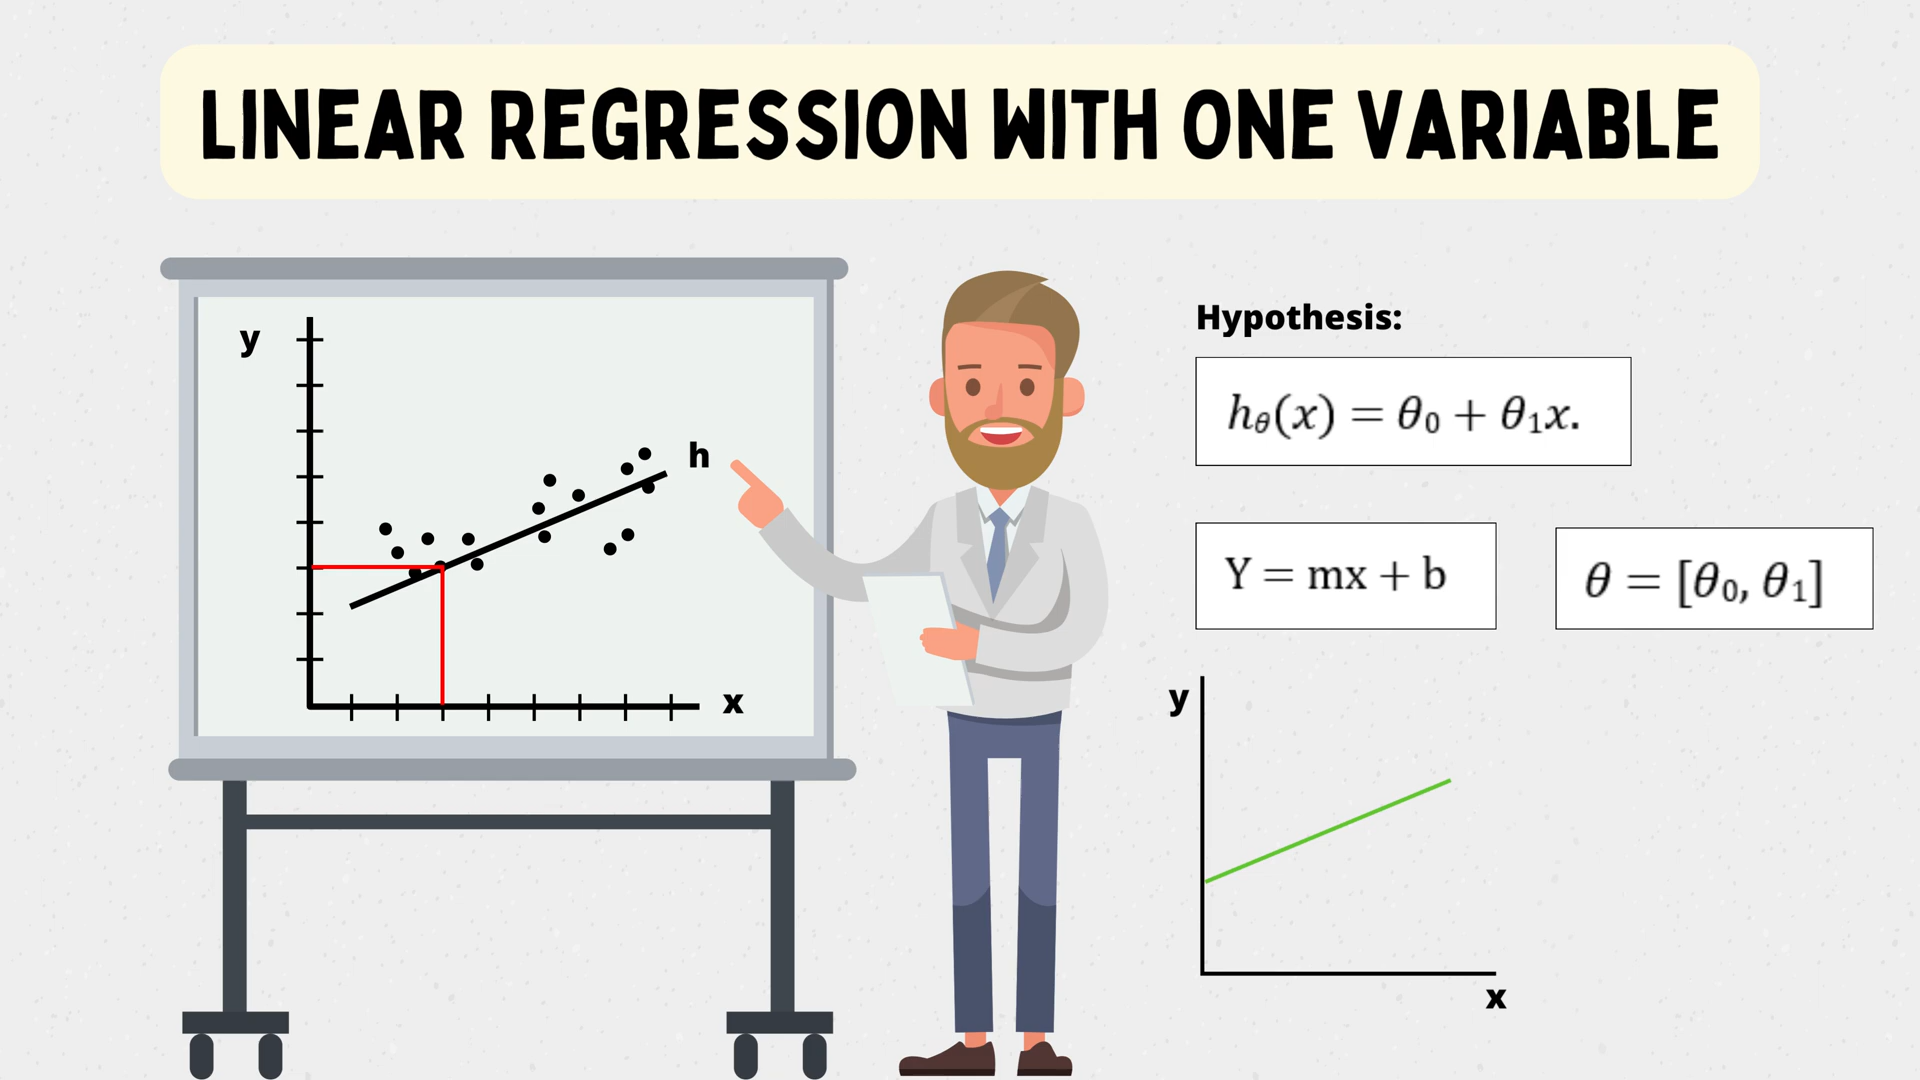 LINEAR REGRESSION WITH ONE VARIABLE
y
h
x
Hypothesis:
hθ(x) = θ0 + θ1x.
Y = mx + b
θ = [θ0, θ1]
y
x